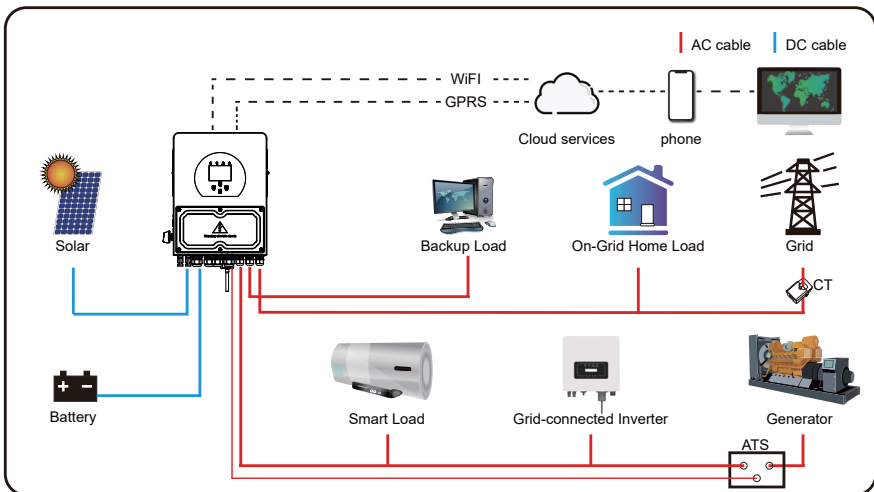 AC cable
DC cable
WiFI
GPRS
Cloud services
phone
Solar
Backup Load
On-Grid Home Load
Grid
CT
Battery
Smart Load
Grid-connected Inverter
Generator
ATS